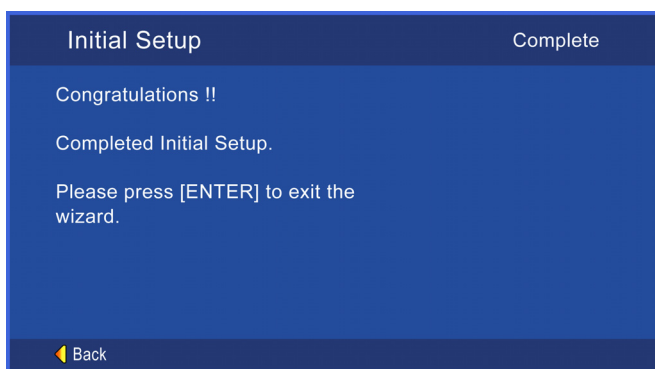 Initial Setup
Complete
Congratulations !!
Completed Initial Setup.
Please press [ENTER] to exit the
wizard.
Back